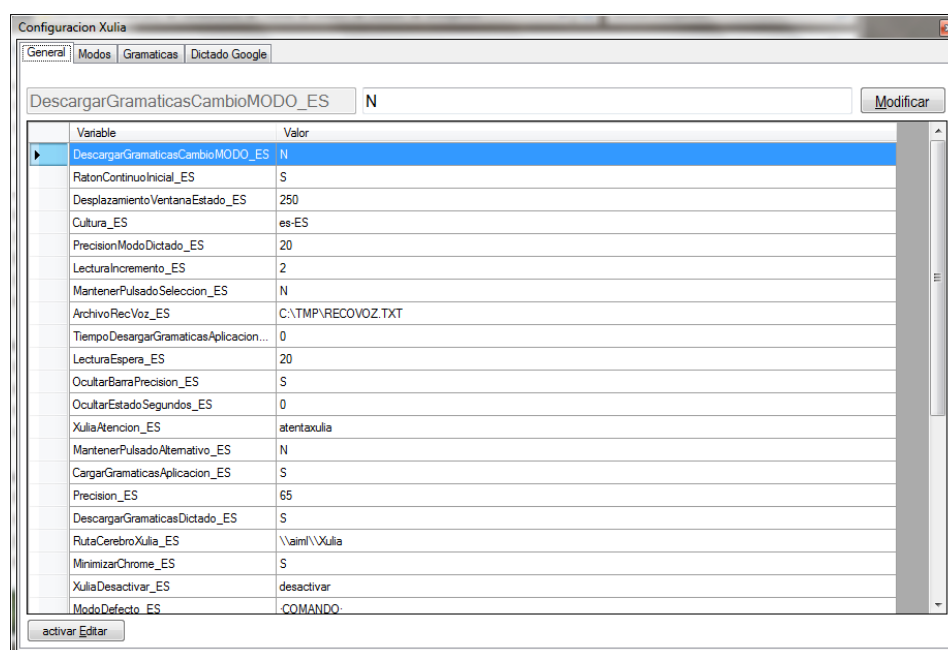 Configuracion Xulia
General Modos Gramaticas Dictado Google
DescargarGramaticasCambioMODO_ES N Modificar
Variable Valor
DescargarGramaticasCambioMODO_ES N
RatonContinuoInicial_ES S
DesplazamientoVentanaEstado_ES 250
Cultura_ES es-ES
PrecisionModoDictado_ES 20
LecturaIncremento_ES 2
MantenerPulsadoSeleccion_ES N
ArchivoRecVoz_ES C:\TMP\RECOVOZ.TXT
TiempoDesargarGramaticasAplicacion... 0
LecturaEspera_ES 20
OcultarBarraPrecision_ES S
OcultarEstadoSegundos_ES 0
XuliaAtencion_ES atentaxulia
MantenerPulsadoAlternativo_ES N
CargarGramaticasAplicacion_ES S
Precision_ES 65
DescargarGramaticasDictado_ES S
RutaCerebroXulia_ES \\aiml\\Xulia
MinimizarChrome_ES S
XuliaDesactivar_ES desactivar
ModoDefecto_ES ·COMANDO·
activar Editar